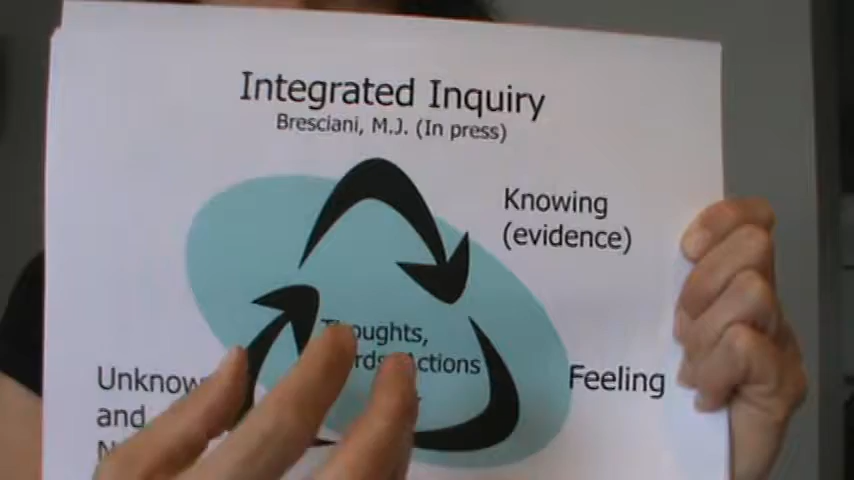 Integrated Inquiry
Bresciani, M.J. (In press)
Knowing
(evidence)
Thoughts,
Actions
Feeling
and